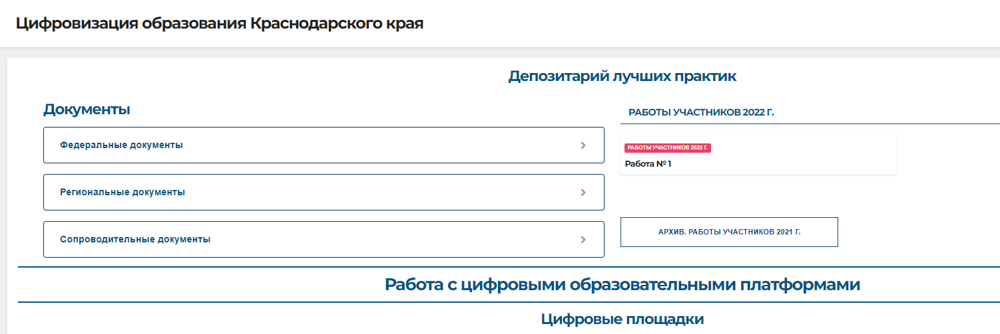 Цифровизация образования Краснодарского края
Депозитарий лучших практик
Документы
Федеральные документы
Региональные документы
Сопроводительные документы
РАБОТЫ УЧАСТНИКОВ 2022 Г.
РАБОТЫ УЧАСТНИКОВ 2022 Г.
Работа № 1
АРХИВ. РАБОТЫ УЧАСТНИКОВ 2021 Г.
Работа с цифровыми образовательными платформами
Цифровые площадки